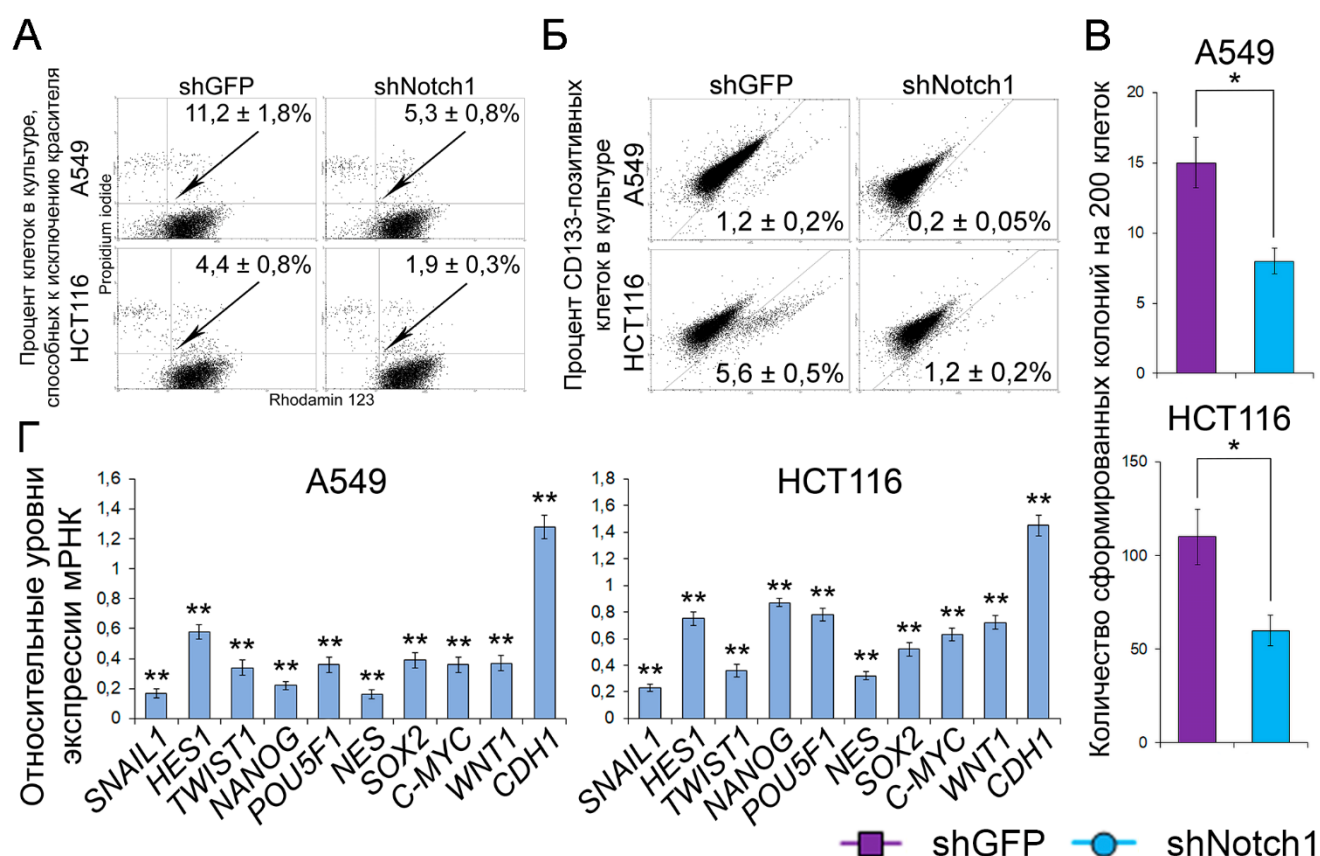 А
shGFP
shNotch1
Процент клеток в культуре,
способных к исключению красителя
A549
HCT116
Propidium iodide
11,2 ± 1,8%
5,3 ± 0,8%
4,4 ± 0,8%
1,9 ± 0,3%
Rhodamin 123
Б
shGFP
shNotch1
Процент CD133-позитивных
клеток в культуре
A549
HCT116
1,2 ± 0,2%
0,2 ± 0,05%
5,6 ± 0,5%
1,2 ± 0,2%
В
Количество сформированных колоний на 200 клеток
A549
*
20
15
10
5
0
HCT116
*
150
100
50
0
Г
Относительные уровни
экспрессии мРНК
A549
1,6
1,4
1,2
1
0,8
0,6
0,4
0,2
0
** ** ** ** ** ** ** ** ** **
SNAIL1 HES1 TWIST1 NANOG POU5F1 NES SOX2 C-MYC WNT1 CDH1
HCT116
1,8
1,6
1,4
1,2
1
0,8
0,6
0,4
0,2
0
** ** ** ** ** ** ** ** ** **
SNAIL1 HES1 TWIST1 NANOG POU5F1 NES SOX2 C-MYC WNT1 CDH1
shGFP shNotch1